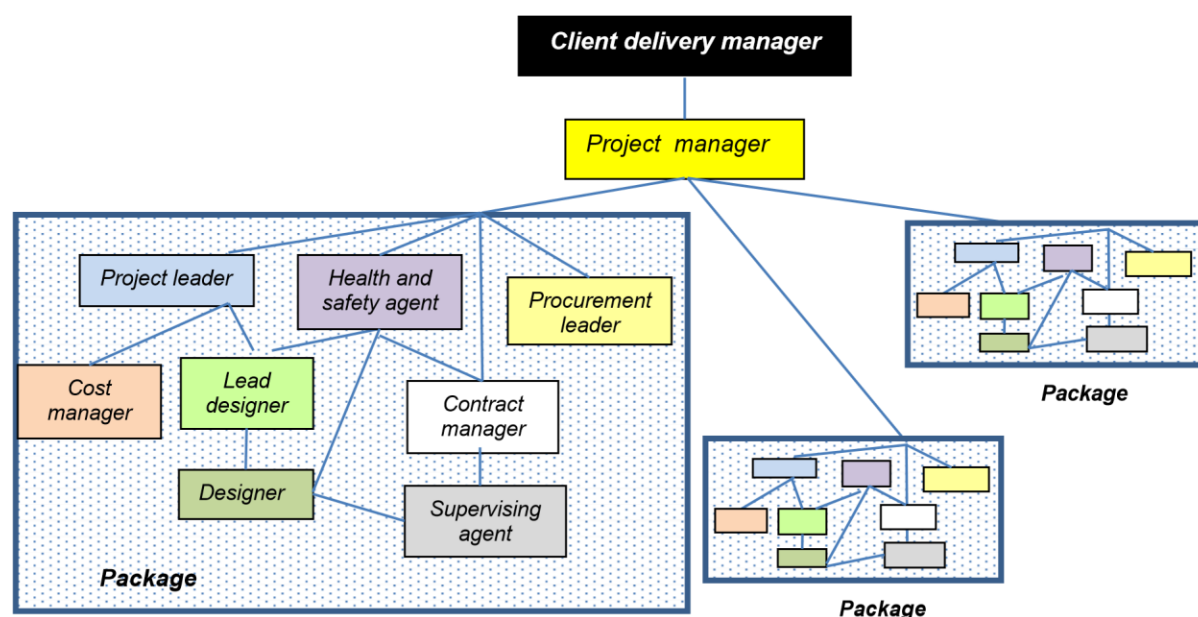 Client delivery manager
Project manager
Project leader
Health and
safety agent
Procurement
leader
Cost
manager
Lead
designer
Contract
manager
Designer
Supervising
agent
Package
Package
Package